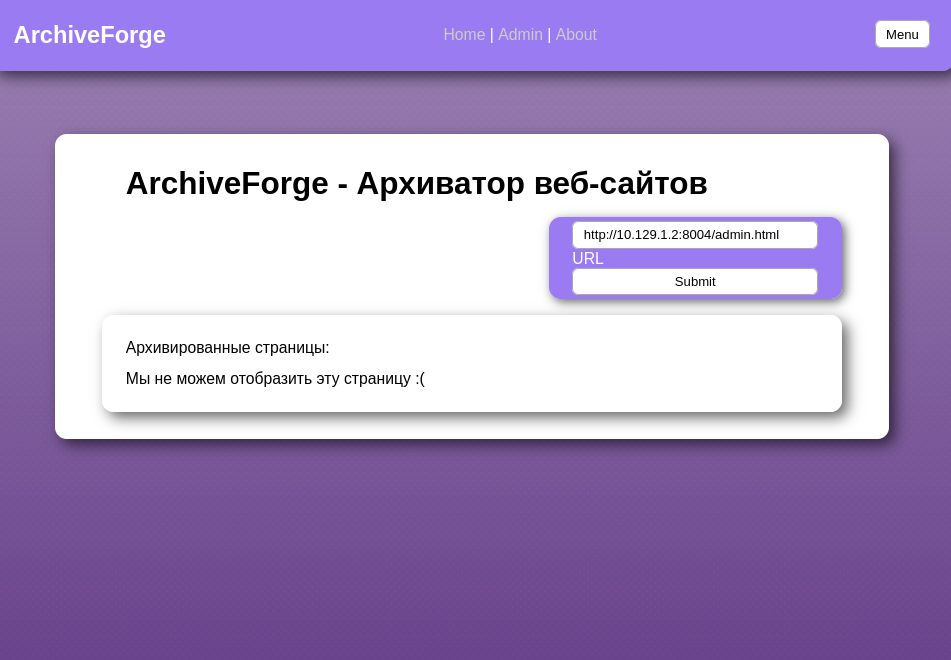 ArchiveForge
Home | Admin | About
Menu
ArchiveForge - Архиватор веб-сайтов
http://10.129.1.2:8004/admin.html
URL
Submit
Архивированные страницы:
Мы не можем отобразить эту страницу :(